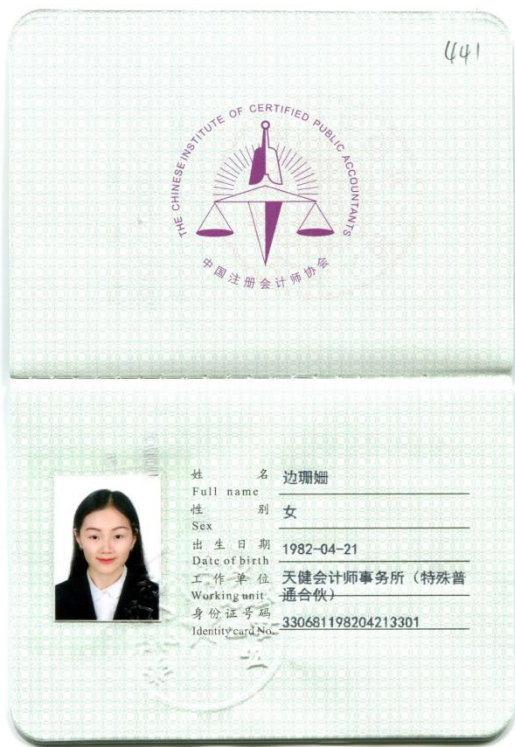 441
THE CHINESE INSTITUTE OF CERTIFIED PUBLIC ACCOUNTANTS
中国注册会计师协会
姓 名 边珊姗
Full name
性 别 女
Sex
出生日期 1982-04-21
Date of birth
工作单位 天健会计师事务所（特殊普
Working unit 通合伙）
身份证号码 330681198204213301
Identity card No.